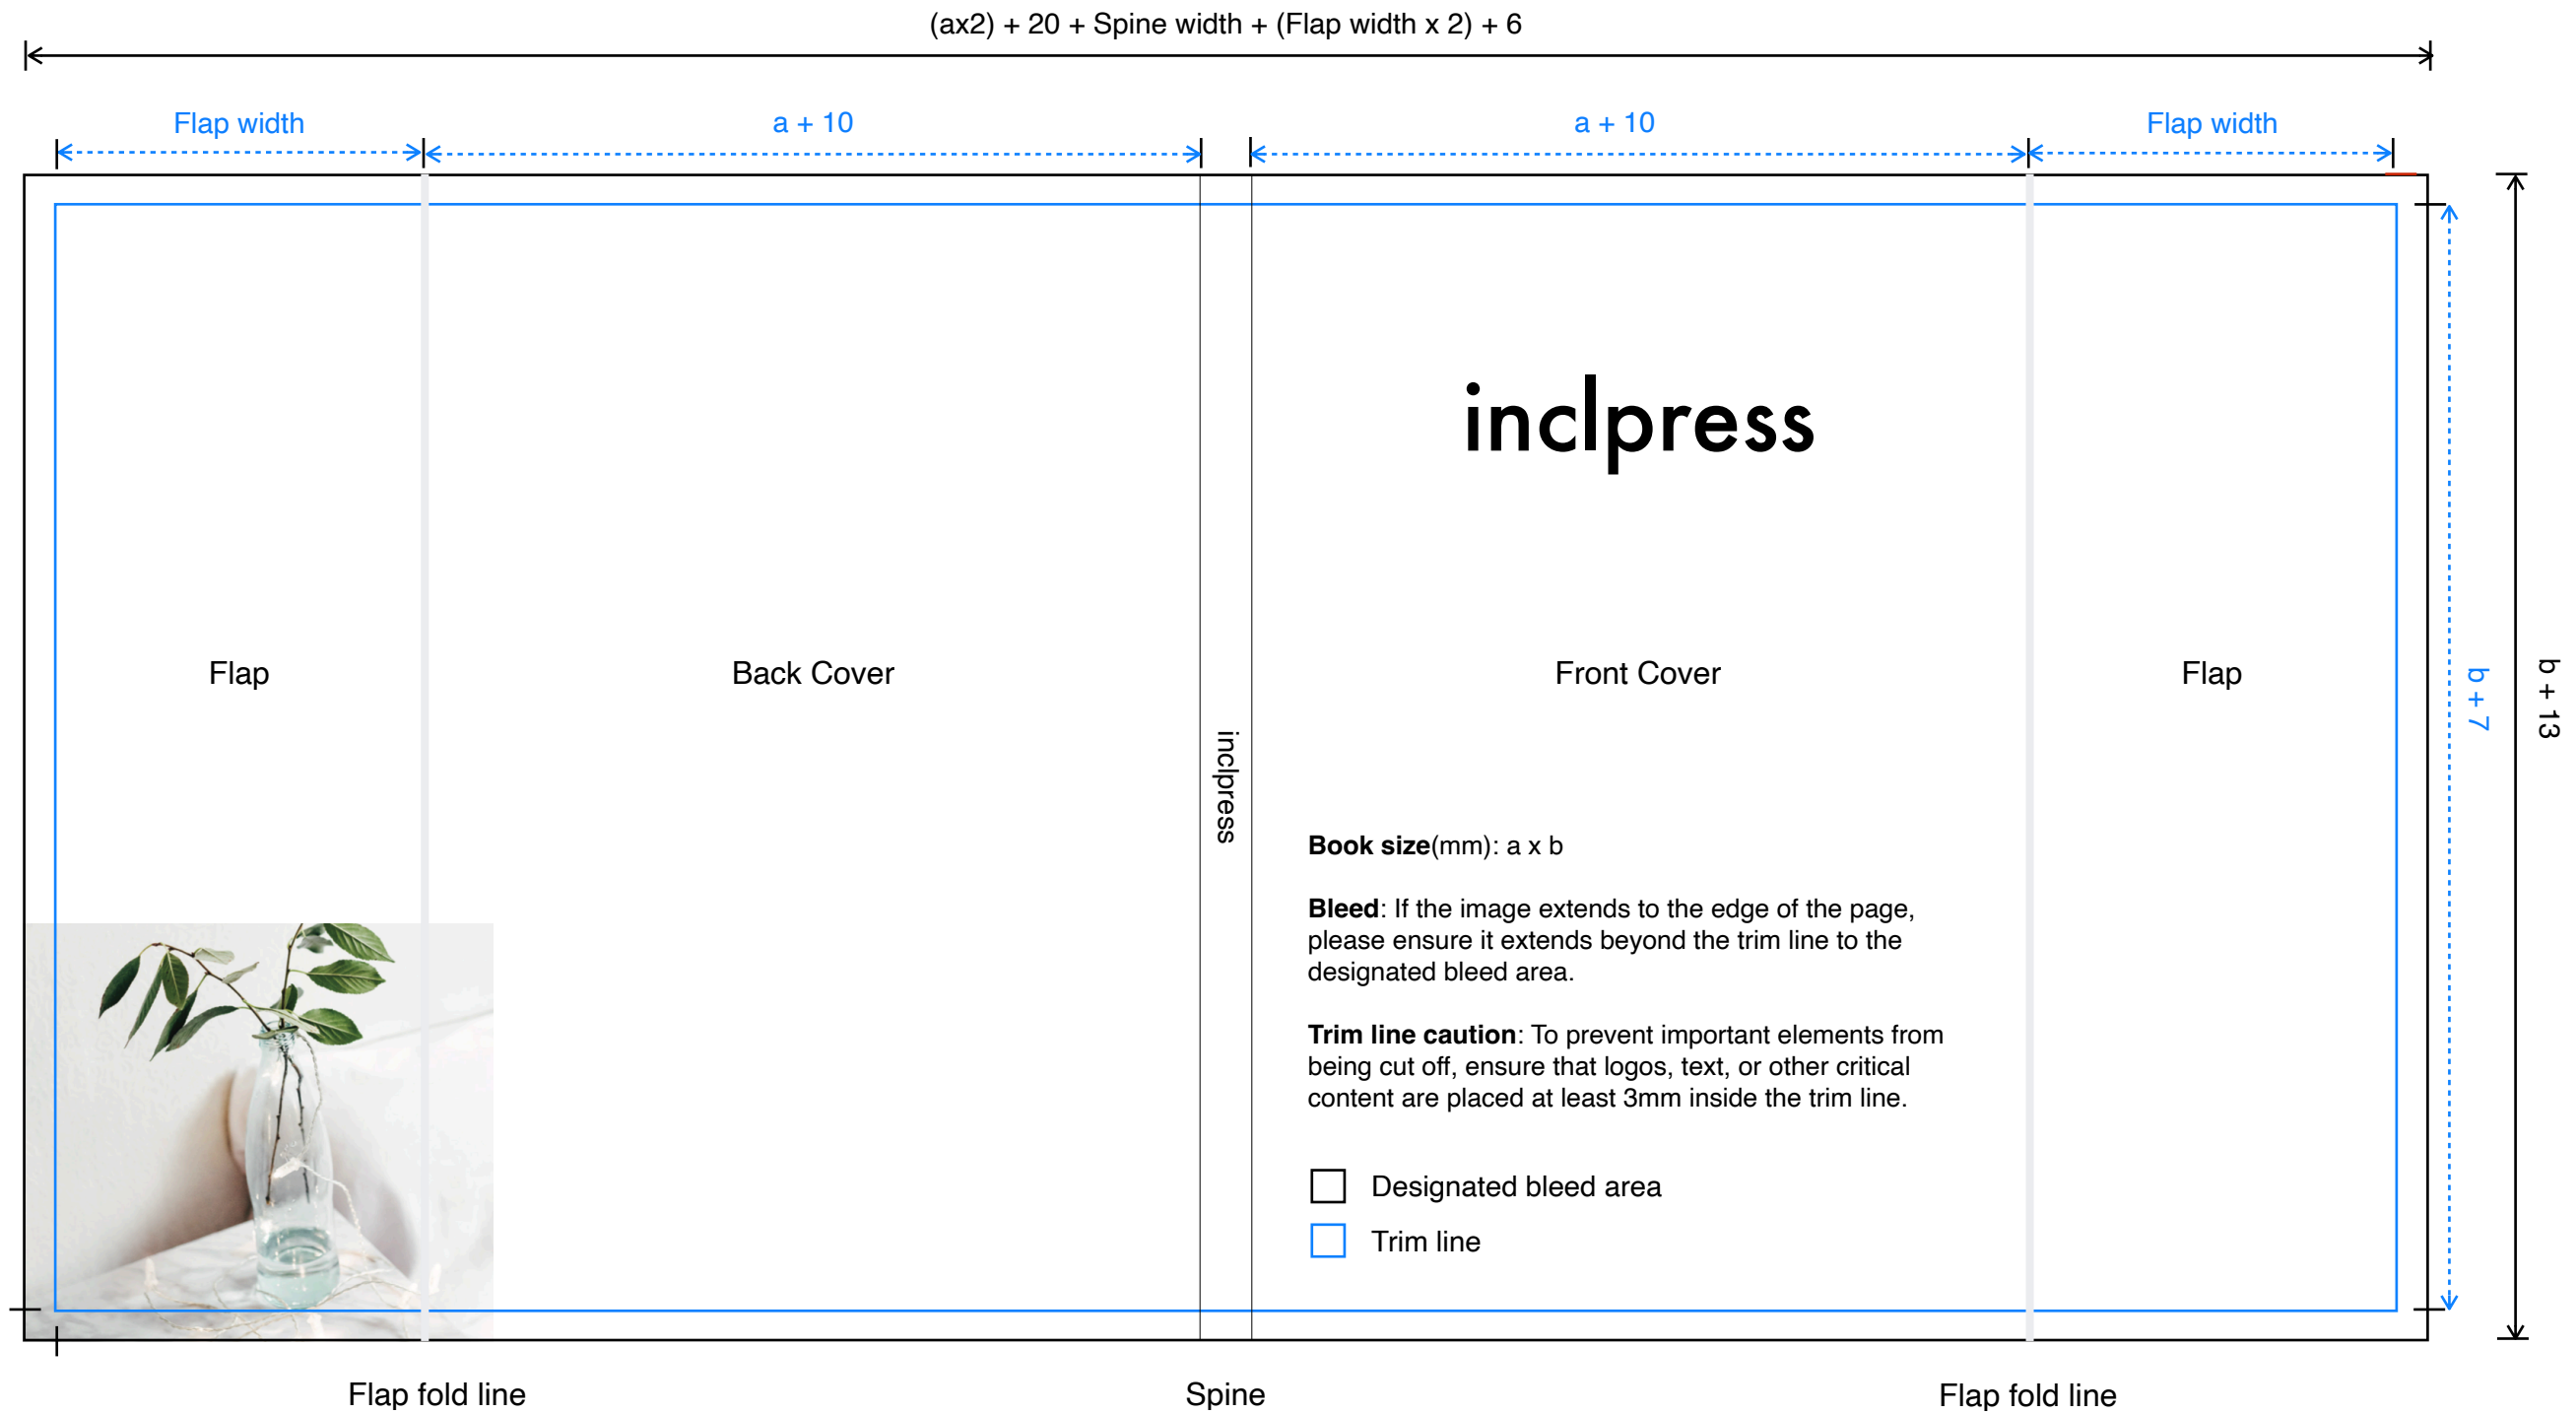 (ax2) + 20 + Spine width + (Flap width x 2) + 6
Flap width
a + 10
a + 10
Flap width
inclpress
Flap
Back Cover
Front Cover
Flap
b + 7
b + 13
inclpress
Book size(mm): a x b
Bleed: If the image extends to the edge of the page,
please ensure it extends beyond the trim line to the
designated bleed area.
Trim line caution: To prevent important elements from
being cut off, ensure that logos, text, or other critical
content are placed at least 3mm inside the trim line.
Designated bleed area
Trim line
Flap fold line
Spine
Flap fold line